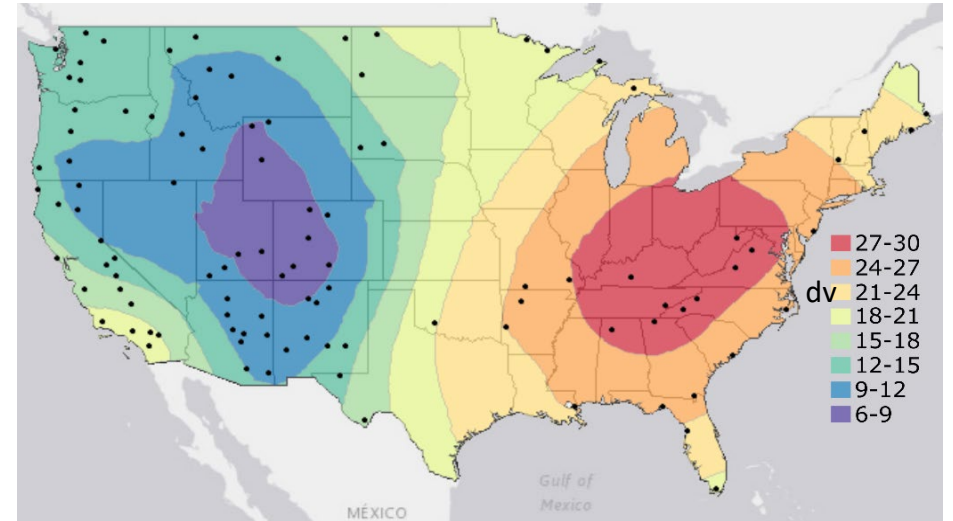 27-30
24-27
dv
21-24
18-21
15-18
12-15
9-12
6-9
Gulf of
Mexico
MÉXICO